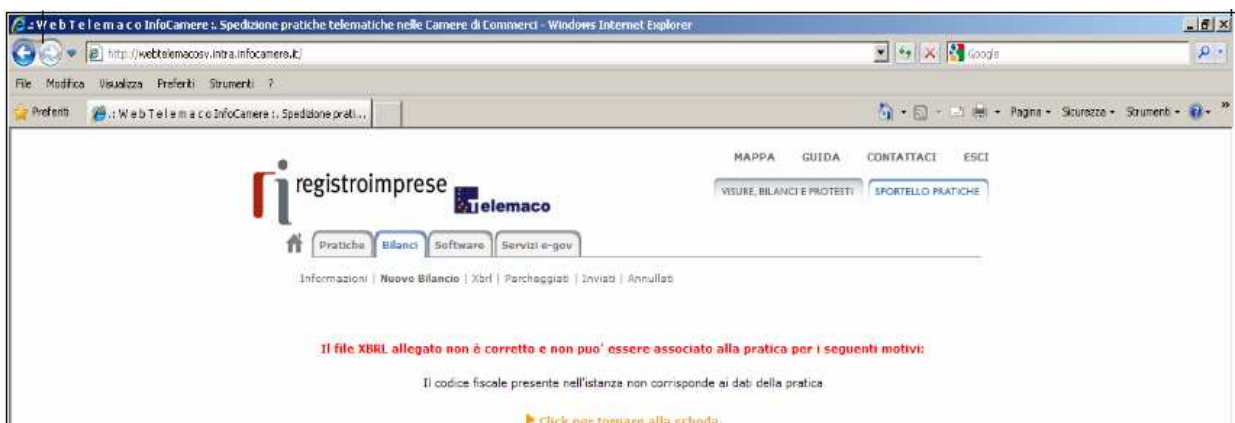 .: W e b T e l e m a c o InfoCamere :. Spedizione pratiche telematiche nelle Camere di Commerci - Windows Internet Explorer
http://webtelemacosv.intra.infocamere.it/ Google
File Modifica Visualizza Preferiti Strumenti ?
Preferiti .: W e b T e l e m a c o InfoCamere :. Spedizione prati... Pagina Sicurezza Strumenti »
MAPPA GUIDA CONTATTACI ESCI
registroimprese
VISURE, BILANCI E PROTESTI SPORTELLO PRATICHE
Telemaco
Pratiche Bilanci Software Servizi e-gov
Informazioni | Nuovo Bilancio | Xbrl | Parcheggiati | Inviati | Annullati
Il file XBRL allegato non è corretto e non puo' essere associato alla pratica per i seguenti motivi:
Il codice fiscale presente nell'istanza non corrisponde ai dati della pratica
Click per tornare alla scheda